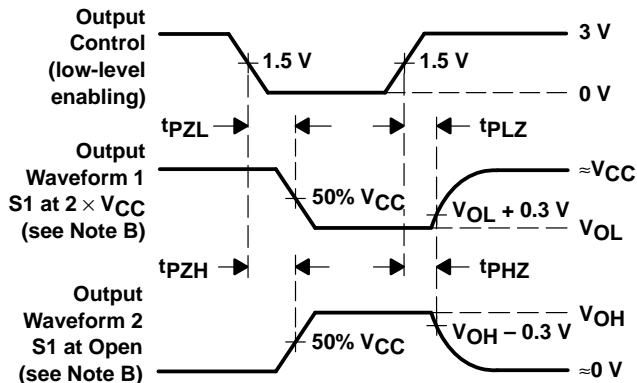 Output
Control
(low-level
enabling)
1.5 V
1.5 V
3 V
0 V
tPZL
tPLZ
Output
Waveform 1
S1 at 2 × VCC
(see Note B)
50% VCC
VOL + 0.3 V
≈VCC
VOL
tPZH
tPHZ
Output
Waveform 2
S1 at Open
(see Note B)
50% VCC
VOH – 0.3 V
VOH
≈0 V